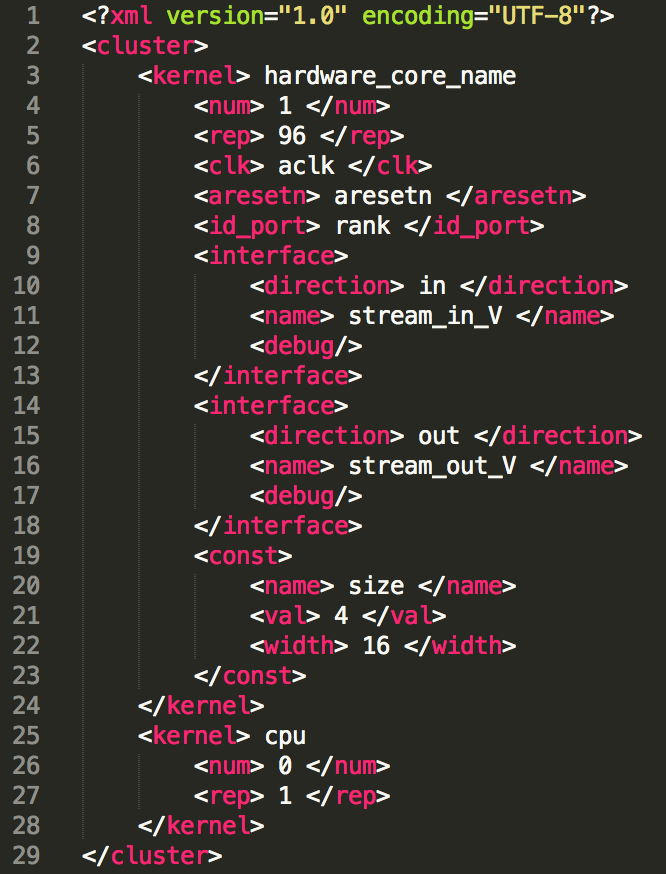 1 <?xml version="1.0" encoding="UTF-8"?>
2 <cluster>
3 <kernel> hardware_core_name
4 <num> 1 </num>
5 <rep> 96 </rep>
6 <clk> aclk </clk>
7 <aresetn> aresetn </aresetn>
8 <id_port> rank </id_port>
9 <interface>
10 <direction> in </direction>
11 <name> stream_in_V </name>
12 <debug/>
13 </interface>
14 <interface>
15 <direction> out </direction>
16 <name> stream_out_V </name>
17 <debug/>
18 </interface>
19 <const>
20 <name> size </name>
21 <val> 4 </val>
22 <width> 16 </width>
23 </const>
24 </kernel>
25 <kernel> cpu
26 <num> 0 </num>
27 <rep> 1 </rep>
28 </kernel>
29 </cluster>